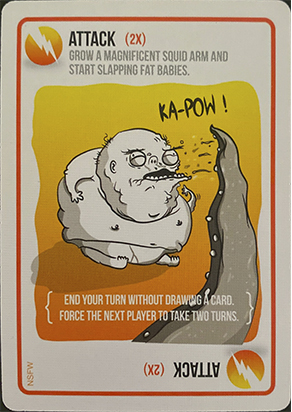 ATTACK (2X)
GROW A MAGNIFICENT SQUID ARM AND
START SLAPPING FAT BABIES.
KA-POW!
END YOUR TURN WITHOUT DRAWING A CARD.
FORCE THE NEXT PLAYER TO TAKE TWO TURNS.
NSFW
ATTACK (2X)